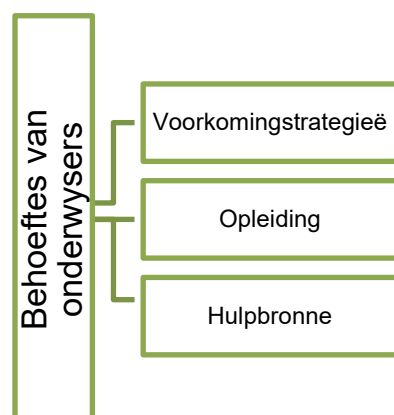 Behoeftes van
onderwysers
Voorkomingstrategieë
Opleiding
Hulpbronne